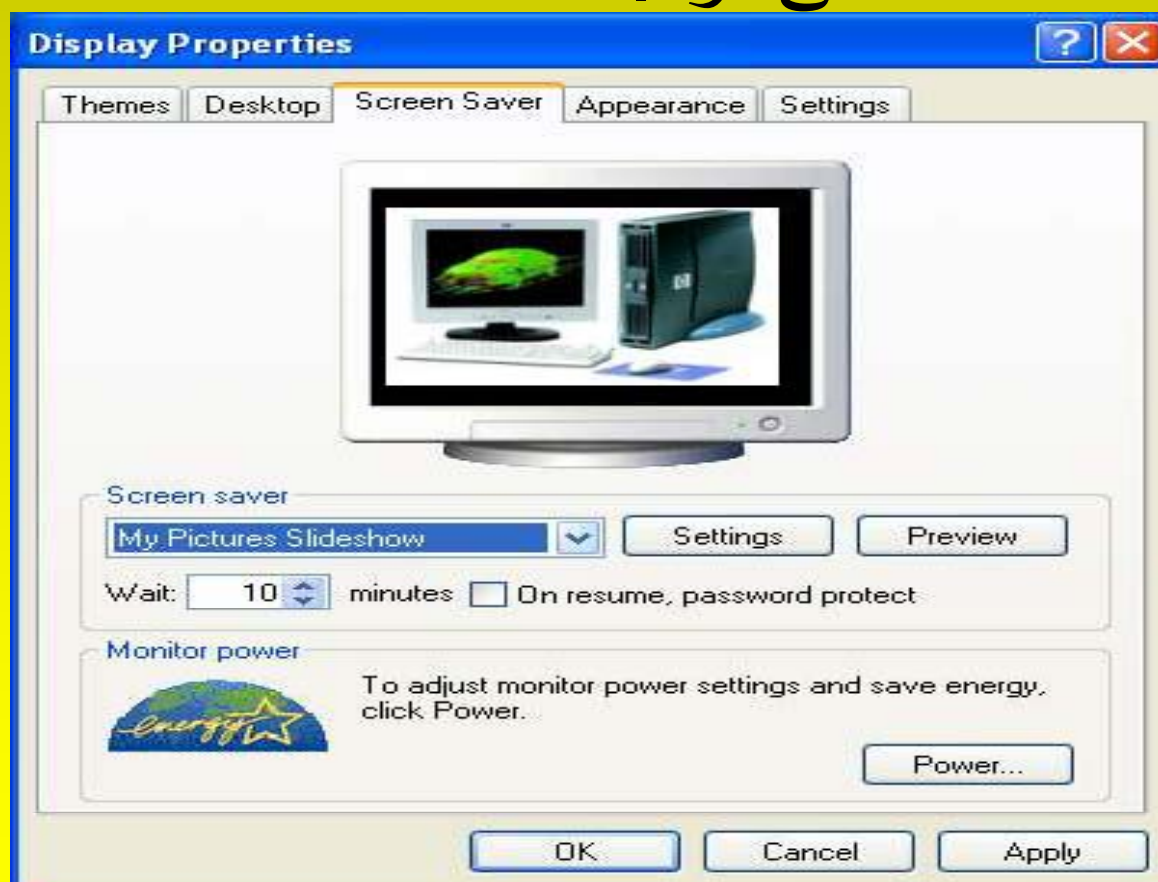 Display Properties
Themes Desktop Screen Saver Appearance Settings
Screen saver
My Pictures Slideshow Settings Preview
Wait: 10 minutes On resume, password protect
Monitor power
energy To adjust monitor power settings and save energy,
click Power.
Power...
OK Cancel Apply